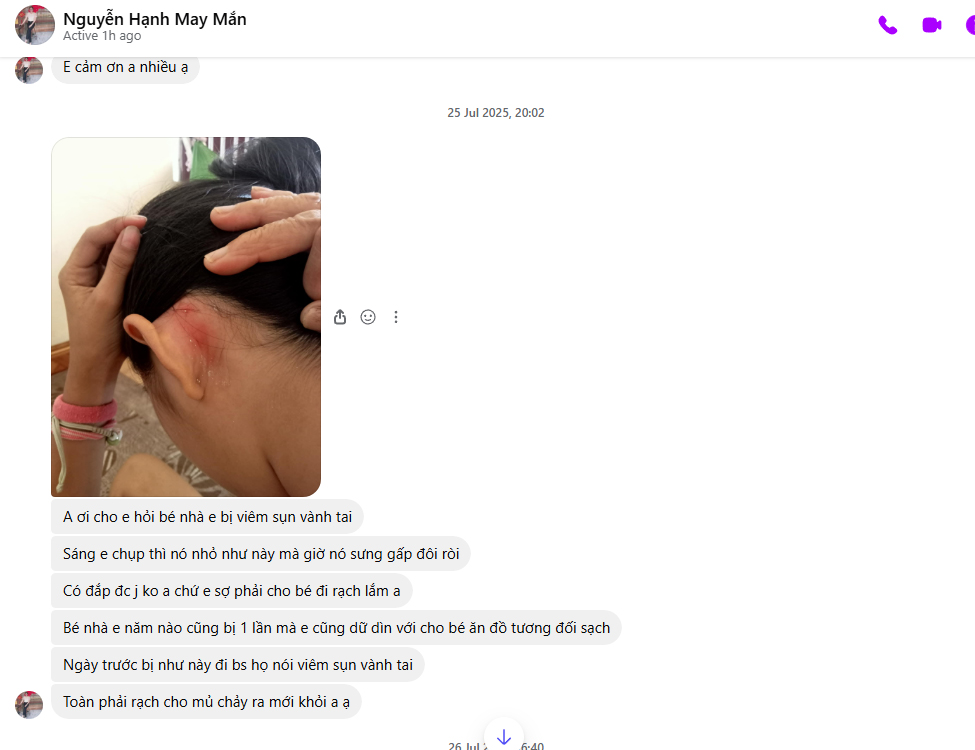 Nguyễn Hạnh May Mắn
Active 1h ago
E cảm ơn a nhiều ạ
25 Jul 2025, 20:02
A ơi cho e hỏi bé nhà e bị viêm sụn vành tai
Sáng e chụp thì nó nhỏ như này mà giờ nó sưng gấp đôi ròi
Có đắp đc j ko a chứ e sợ phải cho bé đi rạch lắm a
Bé nhà e năm nào cũng bị 1 lần mà e cũng dữ dìn với cho bé ăn đồ tương đối sạch
Ngày trước bị như này đi bs họ nói viêm sụn vành tai
Toàn phải rạch cho mủ chảy ra mới khỏi a ạ
26 Jul